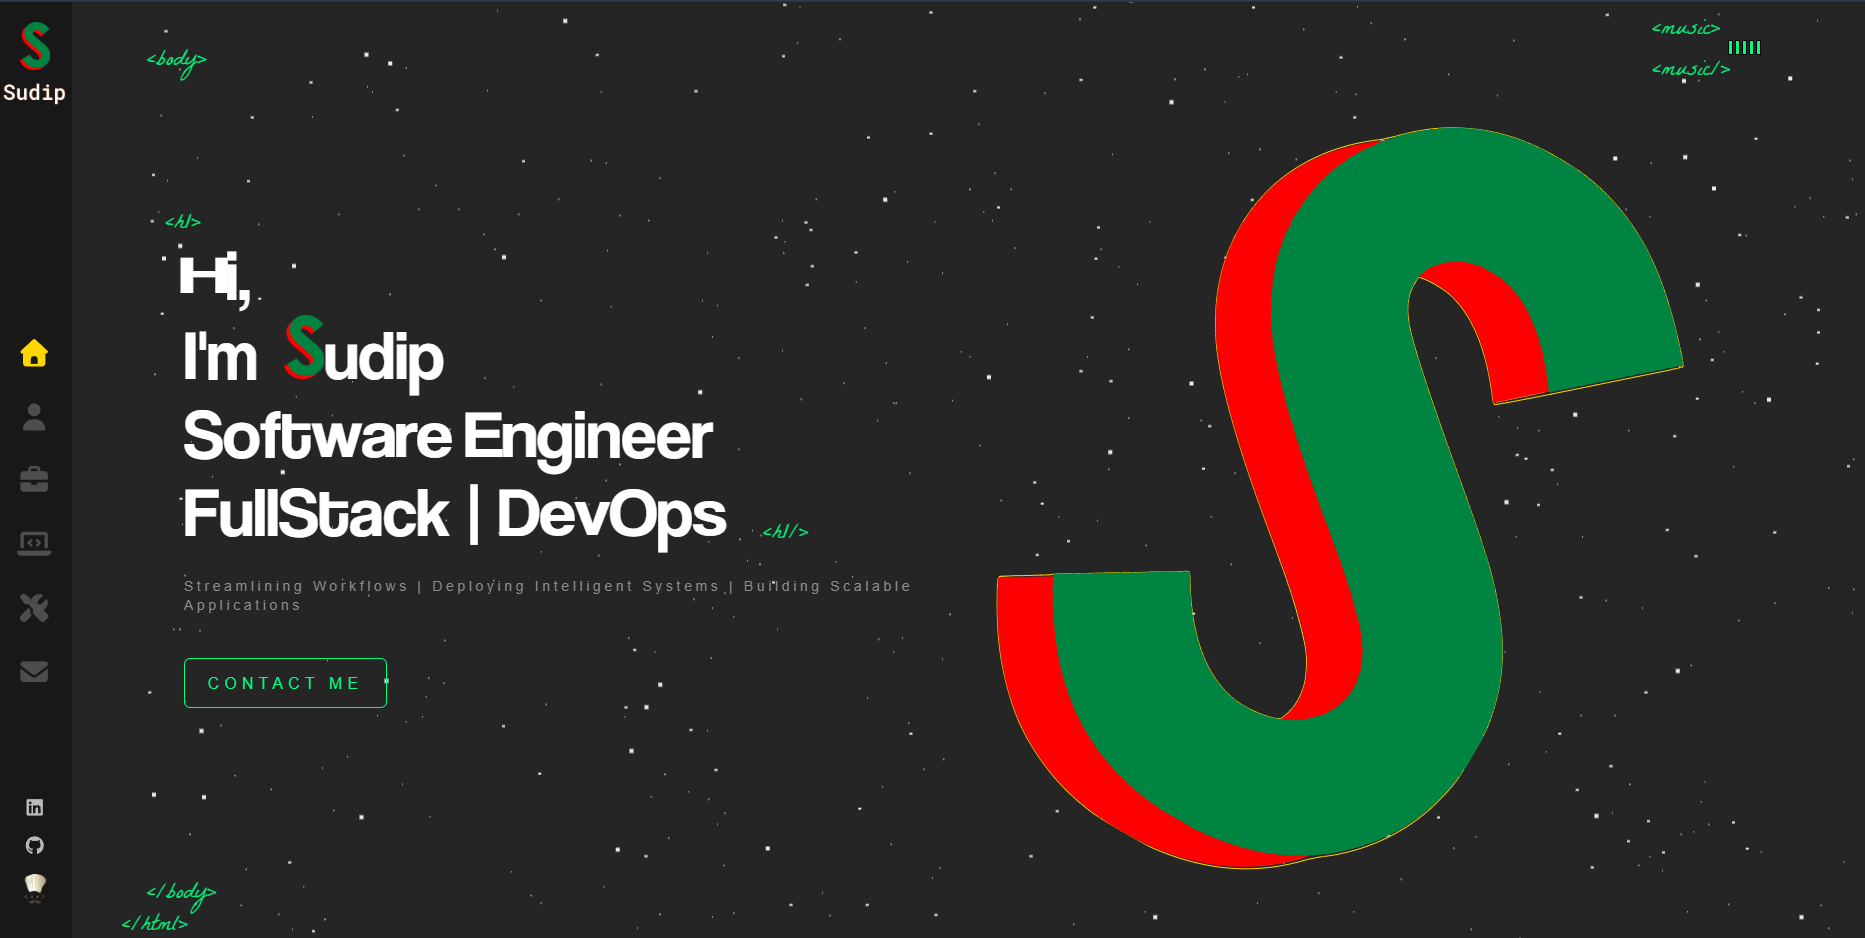 Sudip
<body>
<music>
<music/>
<h1>
Hi,
I'm Sudip
Software Engineer
FullStack | DevOps
<h1/>
Streamlining Workflows | Deploying Intelligent Systems | Building Scalable
Applications
CONTACT ME
</body>
</html>
S